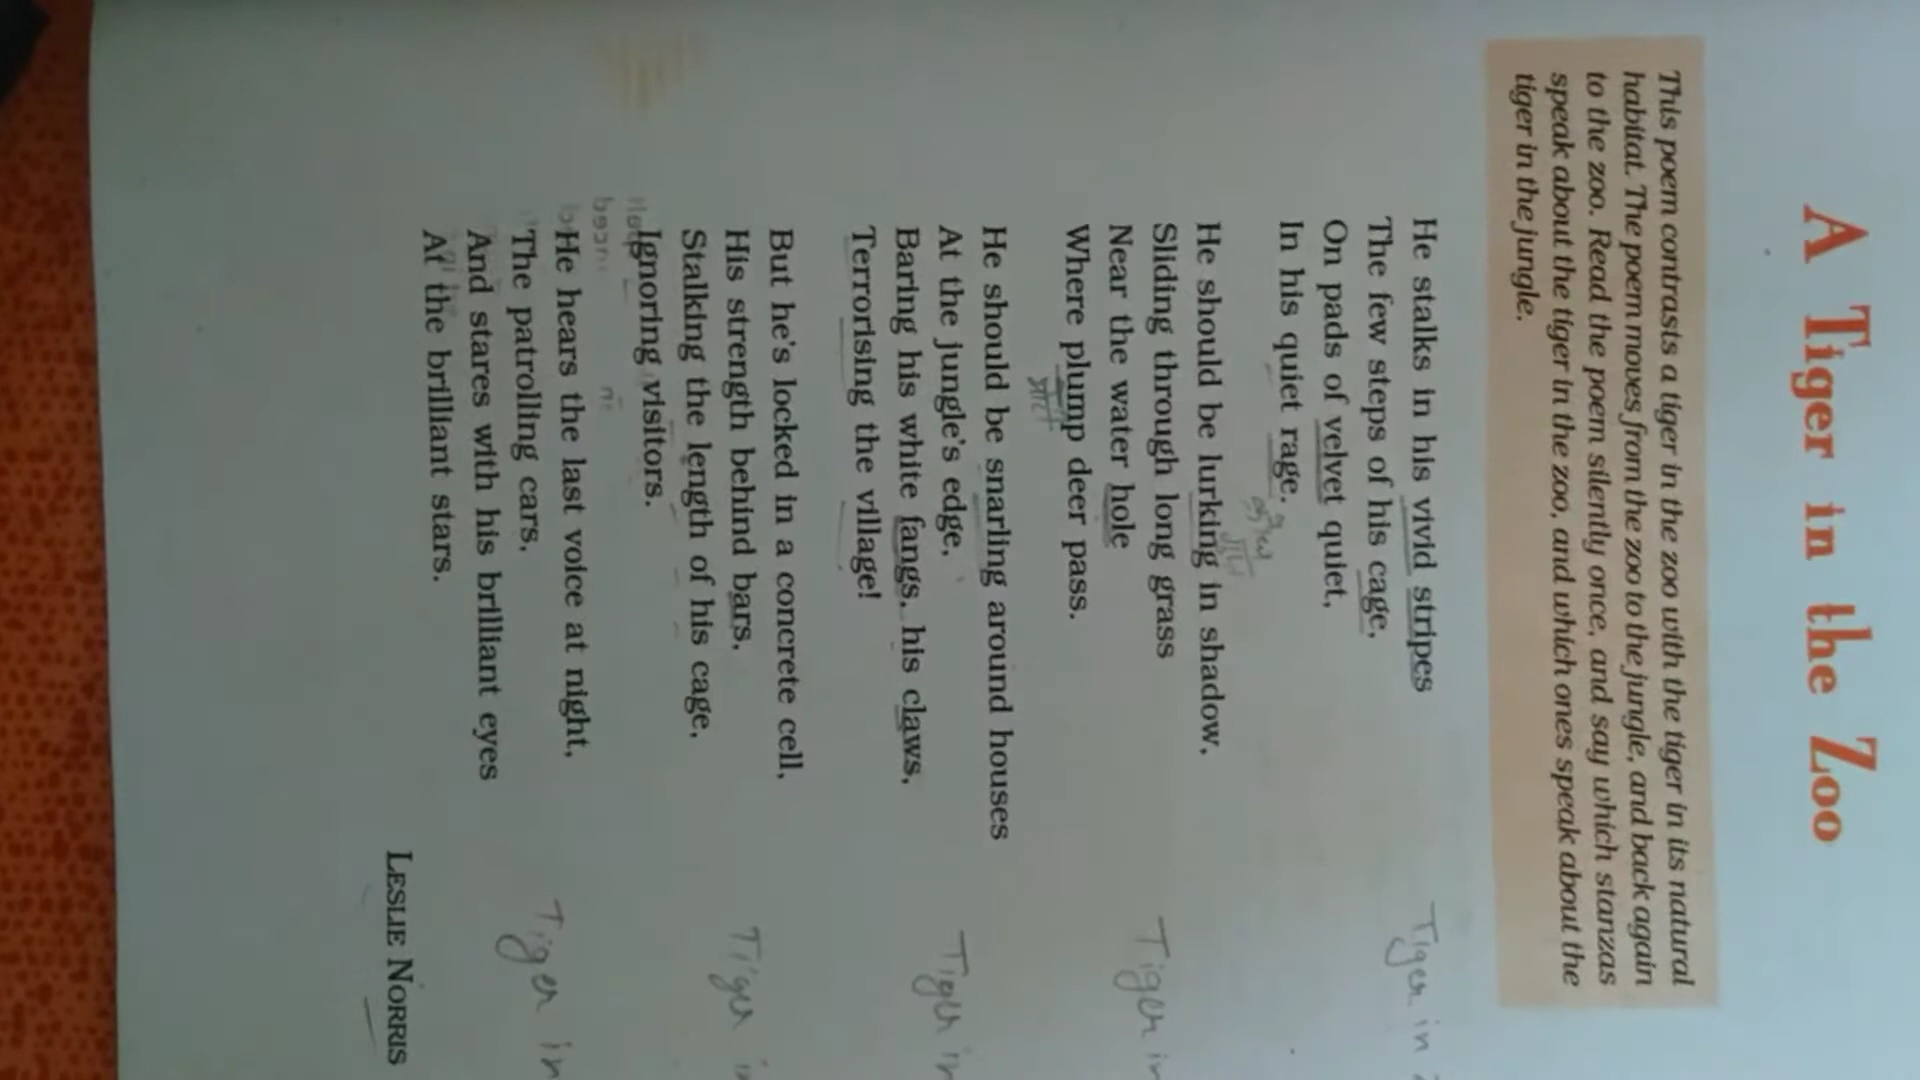 A Tiger in the Zoo
This poem contrasts a tiger in the zoo with the tiger in its natural
habitat. The poem moves from the zoo to the jungle, and back again
to the zoo. Read the poem silently once, and say which stanzas
speak about the tiger in the zoo, and which ones speak about the
tiger in the jungle.
He stalks in his vivid stripes
The few steps of his cage,
On pads of velvet quiet,
In his quiet rage.
Tiger in
He should be lurking in shadow,
Sliding through long grass
Near the water hole
Where plump deer pass.
Tiger in
He should be snarling around houses
At the jungle's edge,
Baring his white fangs, his claws,
Terrorising the village!
Tiger in
But he's locked in a concrete cell,
His strength behind bars,
Stalking the length of his cage,
Ignoring visitors.
Tiger in
He hears the last voice at night,
The patrolling cars,
And stares with his brilliant eyes
At the brilliant stars.
Tiger in
LESLIE NORRIS